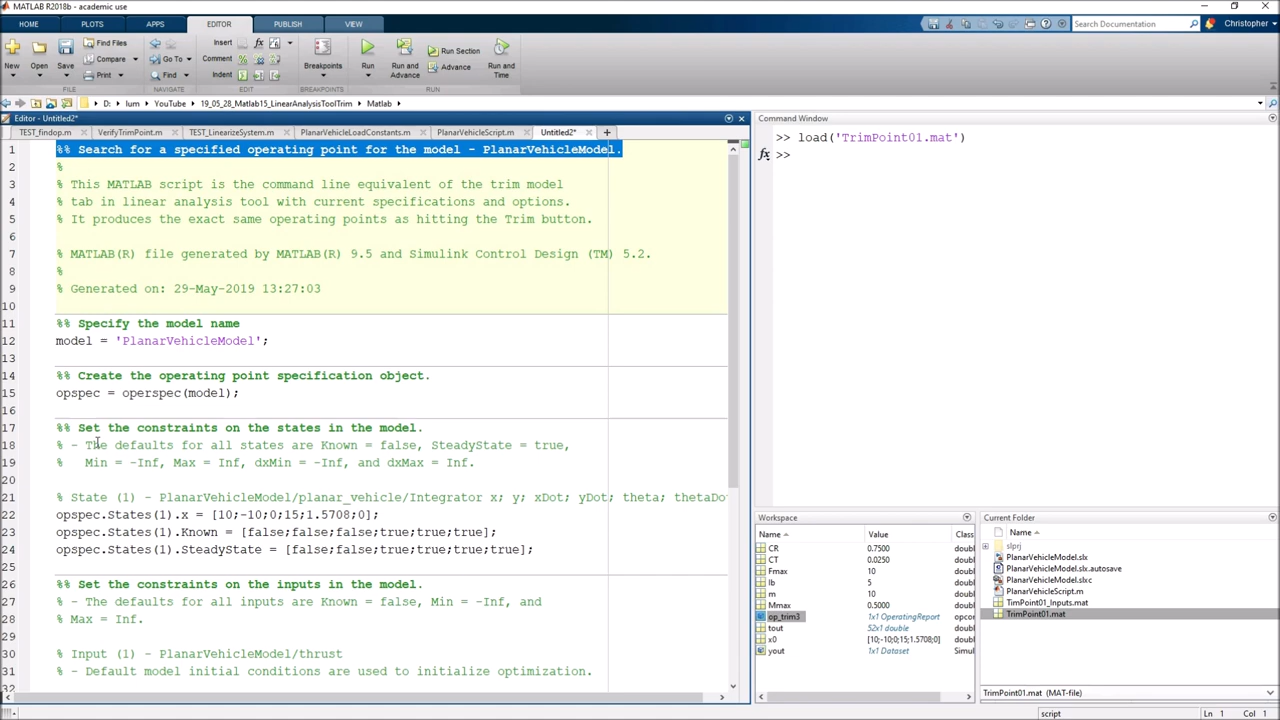 MATLAB R2018b - academic use
HOME PLOTS APPS EDITOR PUBLISH VIEW
Search Documentation Christopher
New Open Save Find Files Compare Print
Go To Find
Insert Comment Indent
Breakpoints
Run Run and Advance Run Section Advance Run and Time
FILE NAVIGATE EDIT BREAKPOINTS RUN
D: lum YouTube 19_05_28_Matlab15_LinearAnalysisToolTrim Matlab
Editor - Untitled2*
TEST_findop.m VerifyTrimPoint.m TEST_LinearizeSystem.m PlanarVehicleLoadConstants.m PlanarVehicleScript.m Untitled2*
1 %% Search for a specified operating point for the model - PlanarVehicleModel.
2 %
3 % This MATLAB script is the command line equivalent of the trim model
4 % tab in linear analysis tool with current specifications and options.
5 % It produces the exact same operating points as hitting the Trim button.
6
7 % MATLAB(R) file generated by MATLAB(R) 9.5 and Simulink Control Design (TM) 5.2.
8 %
9 % Generated on: 29-May-2019 13:27:03
10
11 %% Specify the model name
12 model = 'PlanarVehicleModel';
13
14 %% Create the operating point specification object.
15 opspec = operspec(model);
16
17 %% Set the constraints on the states in the model.
18 % - The defaults for all states are Known = false, SteadyState = true,
19 % Min = -Inf, Max = Inf, dxMin = -Inf, and dxMax = Inf.
20
21 % State (1) - PlanarVehicleModel/planar_vehicle/Integrator x; y; xDot; yDot; theta; thetaDo
22 opspec.States(1).x = [10;-10;0;15;1.5708;0];
23 opspec.States(1).Known = [false;false;false;true;true;true];
24 opspec.States(1).SteadyState = [false;false;true;true;true;true];
25
26 %% Set the constraints on the inputs in the model.
27 % - The defaults for all inputs are Known = false, Min = -Inf, and
28 % Max = Inf.
29
30 % Input (1) - PlanarVehicleModel/thrust
31 % - Default model initial conditions are used to initialize optimization.
32
Command Window
>> load('TrimPoint01.mat')
fx >>
Workspace
Name Value Class
CR 0.7500 doubl
CT 0.0250 doubl
Fmax 10 doubl
lb 5 doubl
m 10 doubl
Mmax 0.5000 doubl
op_trim3 1x1 OperatingReport opcor
tout 52x1 double doubl
x0 [10;-10;0;15;1.5708;0] doubl
yout 1x1 Dataset Simul
Current Folder
Name
slprj
PlanarVehicleModel.slx
PlanarVehicleModel.slx.autosave
PlanarVehicleModel.slxc
PlanarVehicleScript.m
TimPoint01_Inputs.mat
TrimPoint01.mat
TrimPoint01.mat (MAT-file)
script Ln 1 Col 1